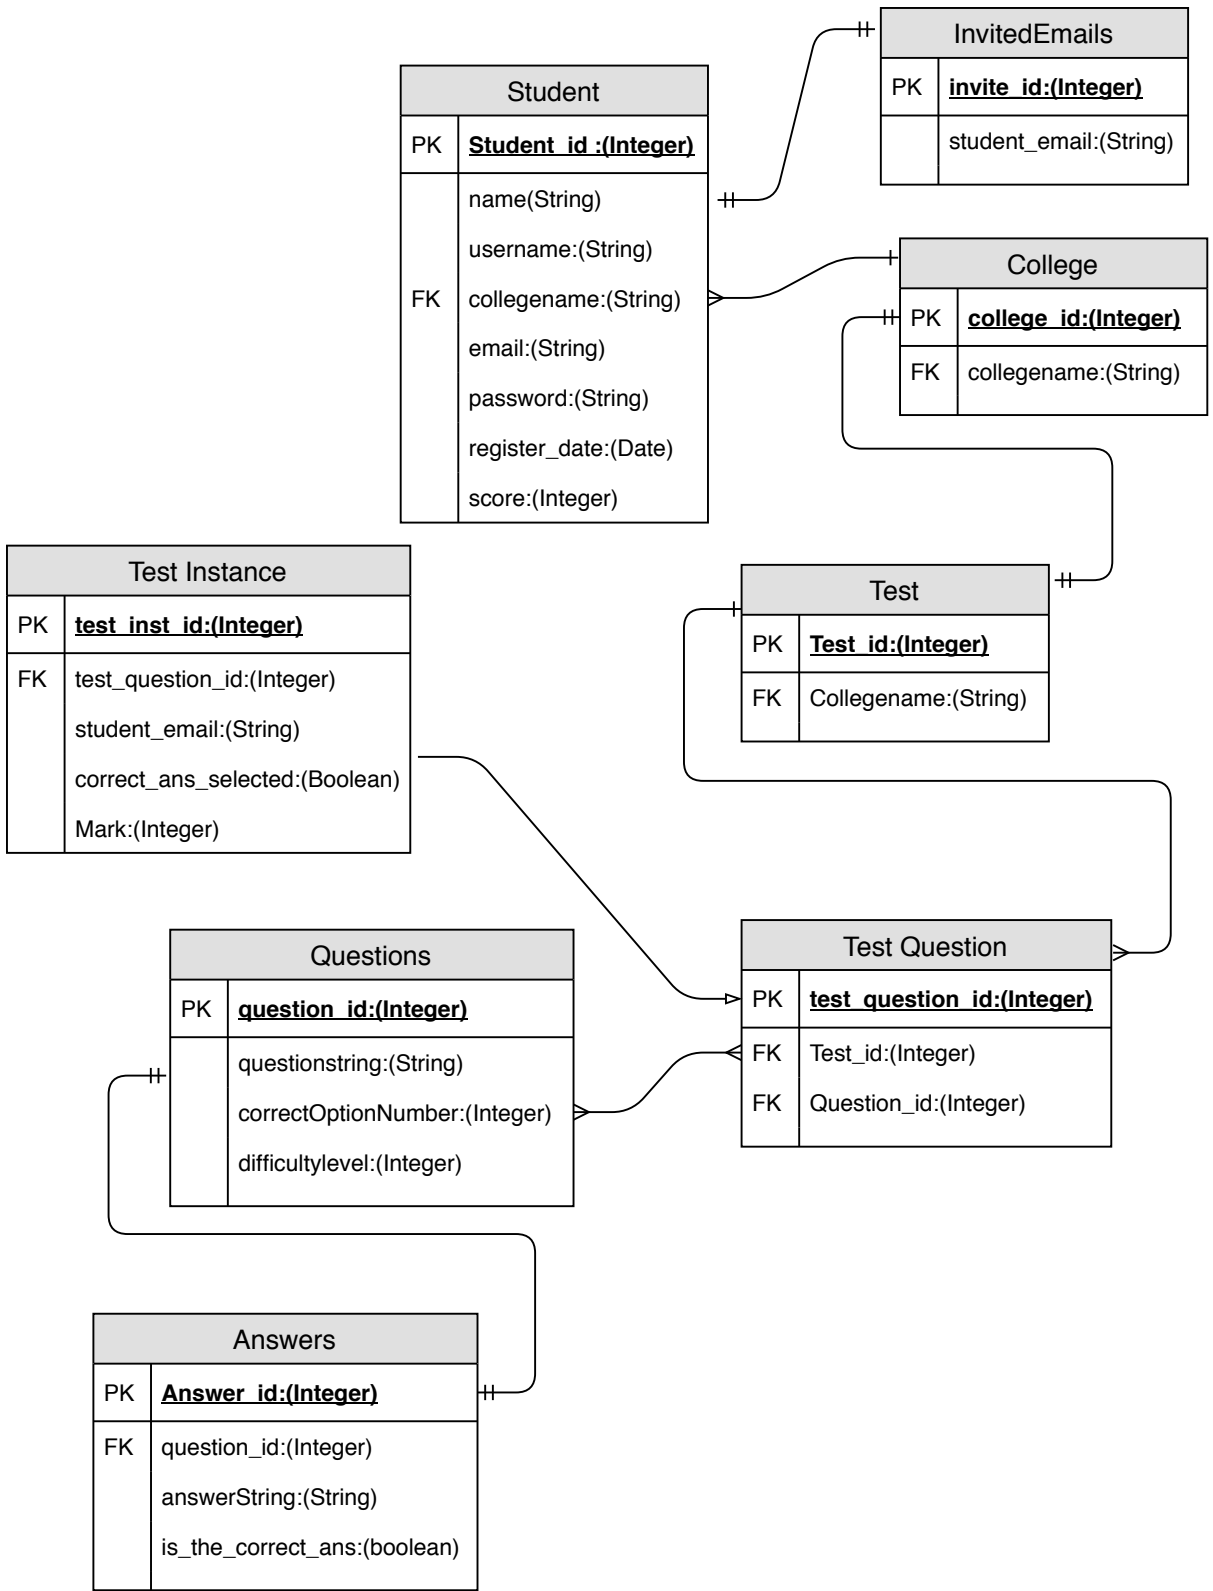 InvitedEmails
PK invite_id:(Integer)
student_email:(String)
Student
PK Student_id :(Integer)
name(String)
username:(String)
FK collegename:(String)
email:(String)
password:(String)
register_date:(Date)
score:(Integer)
College
PK college_id:(Integer)
FK collegename:(String)
Test Instance
PK test_inst_id:(Integer)
FK test_question_id:(Integer)
student_email:(String)
correct_ans_selected:(Boolean)
Mark:(Integer)
Test
PK Test_id:(Integer)
FK Collegename:(String)
Questions
PK question_id:(Integer)
questionstring:(String)
correctOptionNumber:(Integer)
difficultylevel:(Integer)
Test Question
PK test_question_id:(Integer)
FK Test_id:(Integer)
FK Question_id:(Integer)
Answers
PK Answer_id:(Integer)
FK question_id:(Integer)
answerString:(String)
is_the_correct_ans:(boolean)